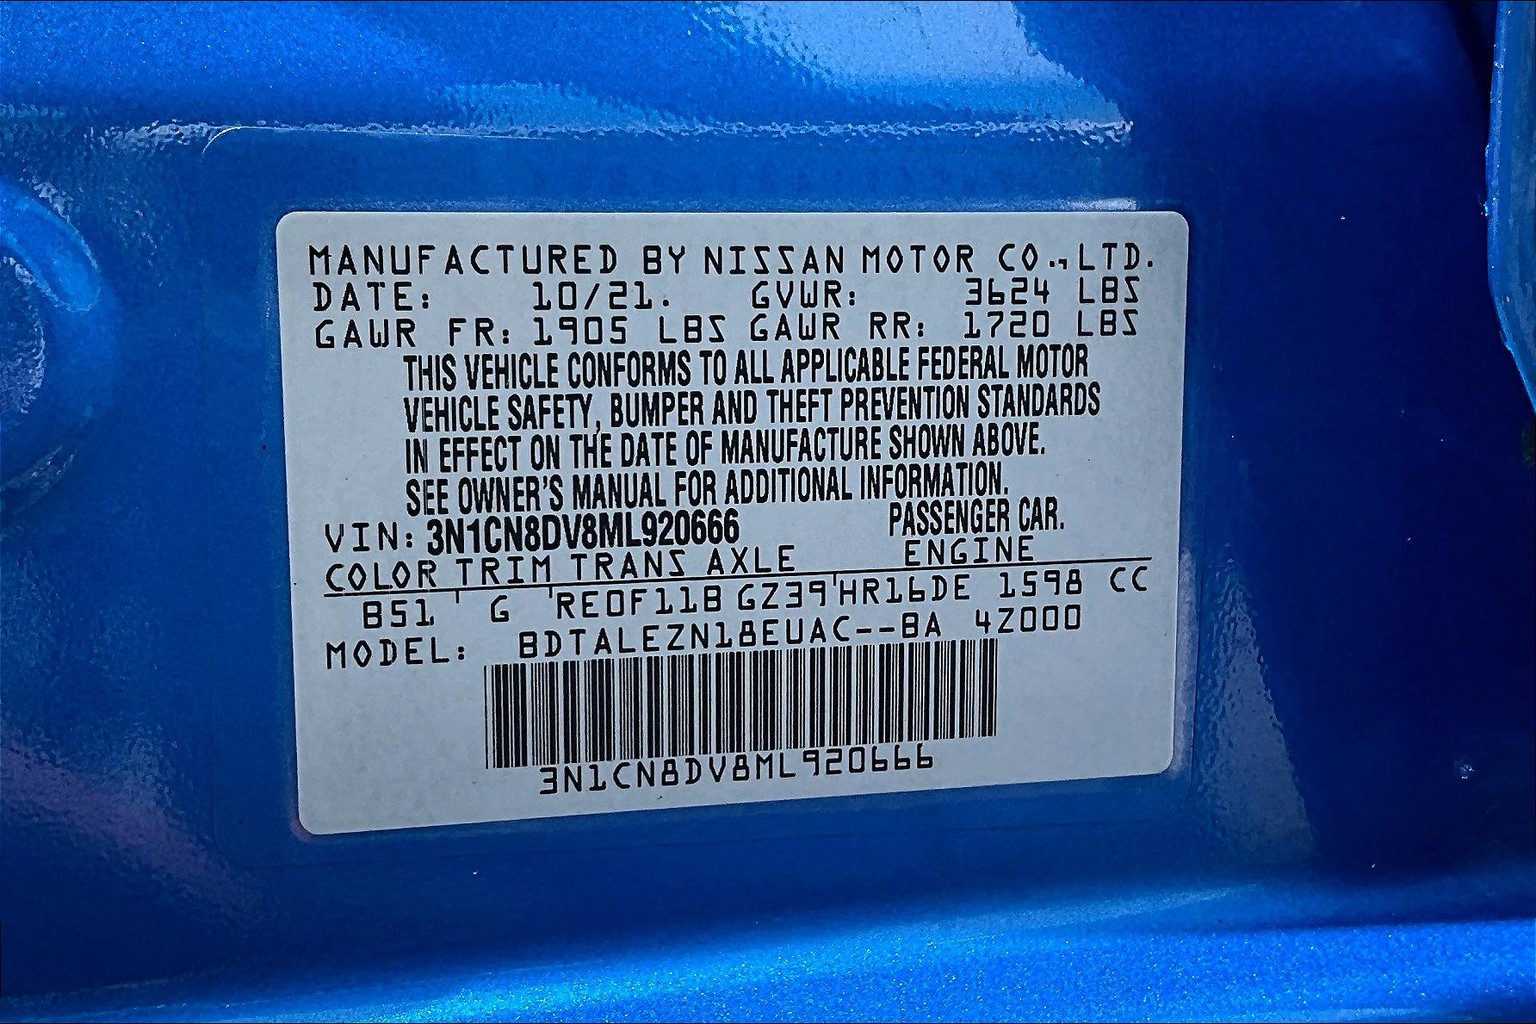 MANUFACTURED BY NISSAN MOTOR CO.,LTD.
DATE: 10/21. GVWR: 3624 LBS
GAWR FR: 1905 LBS GAWR RR: 1720 LBS
THIS VEHICLE CONFORMS TO ALL APPLICABLE FEDERAL MOTOR
VEHICLE SAFETY, BUMPER AND THEFT PREVENTION STANDARDS
IN EFFECT ON THE DATE OF MANUFACTURE SHOWN ABOVE.
SEE OWNER'S MANUAL FOR ADDITIONAL INFORMATION.
VIN: 3N1CN8DV8ML920666 PASSENGER CAR.
COLOR TRIM TRANS AXLE ENGINE
B51 G RE0F11B GZ39 HR16DE 1598 CC
MODEL: BDTALEZN18EUAC--BA 4Z000
3N1CN8DV8ML920666